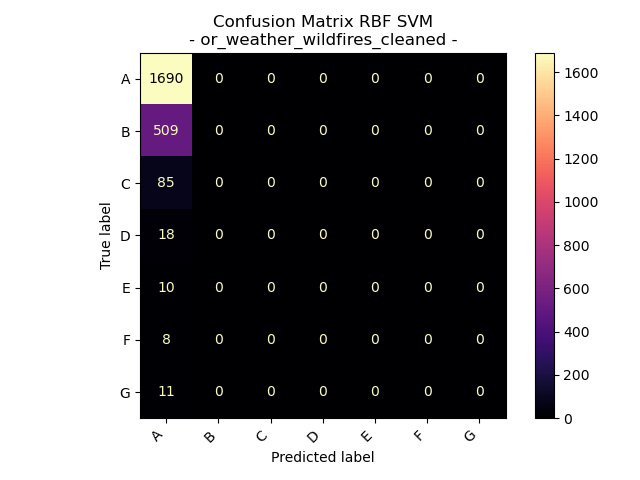 Confusion Matrix RBF SVM
- or_weather_wildfires_cleaned -
True label
A 1690 0 0 0 0 0 0
B 509 0 0 0 0 0 0
C 85 0 0 0 0 0 0
D 18 0 0 0 0 0 0
E 10 0 0 0 0 0 0
F 8 0 0 0 0 0 0
G 11 0 0 0 0 0 0
A B C D E F G
Predicted label
1600
1400
1200
1000
800
600
400
200
0